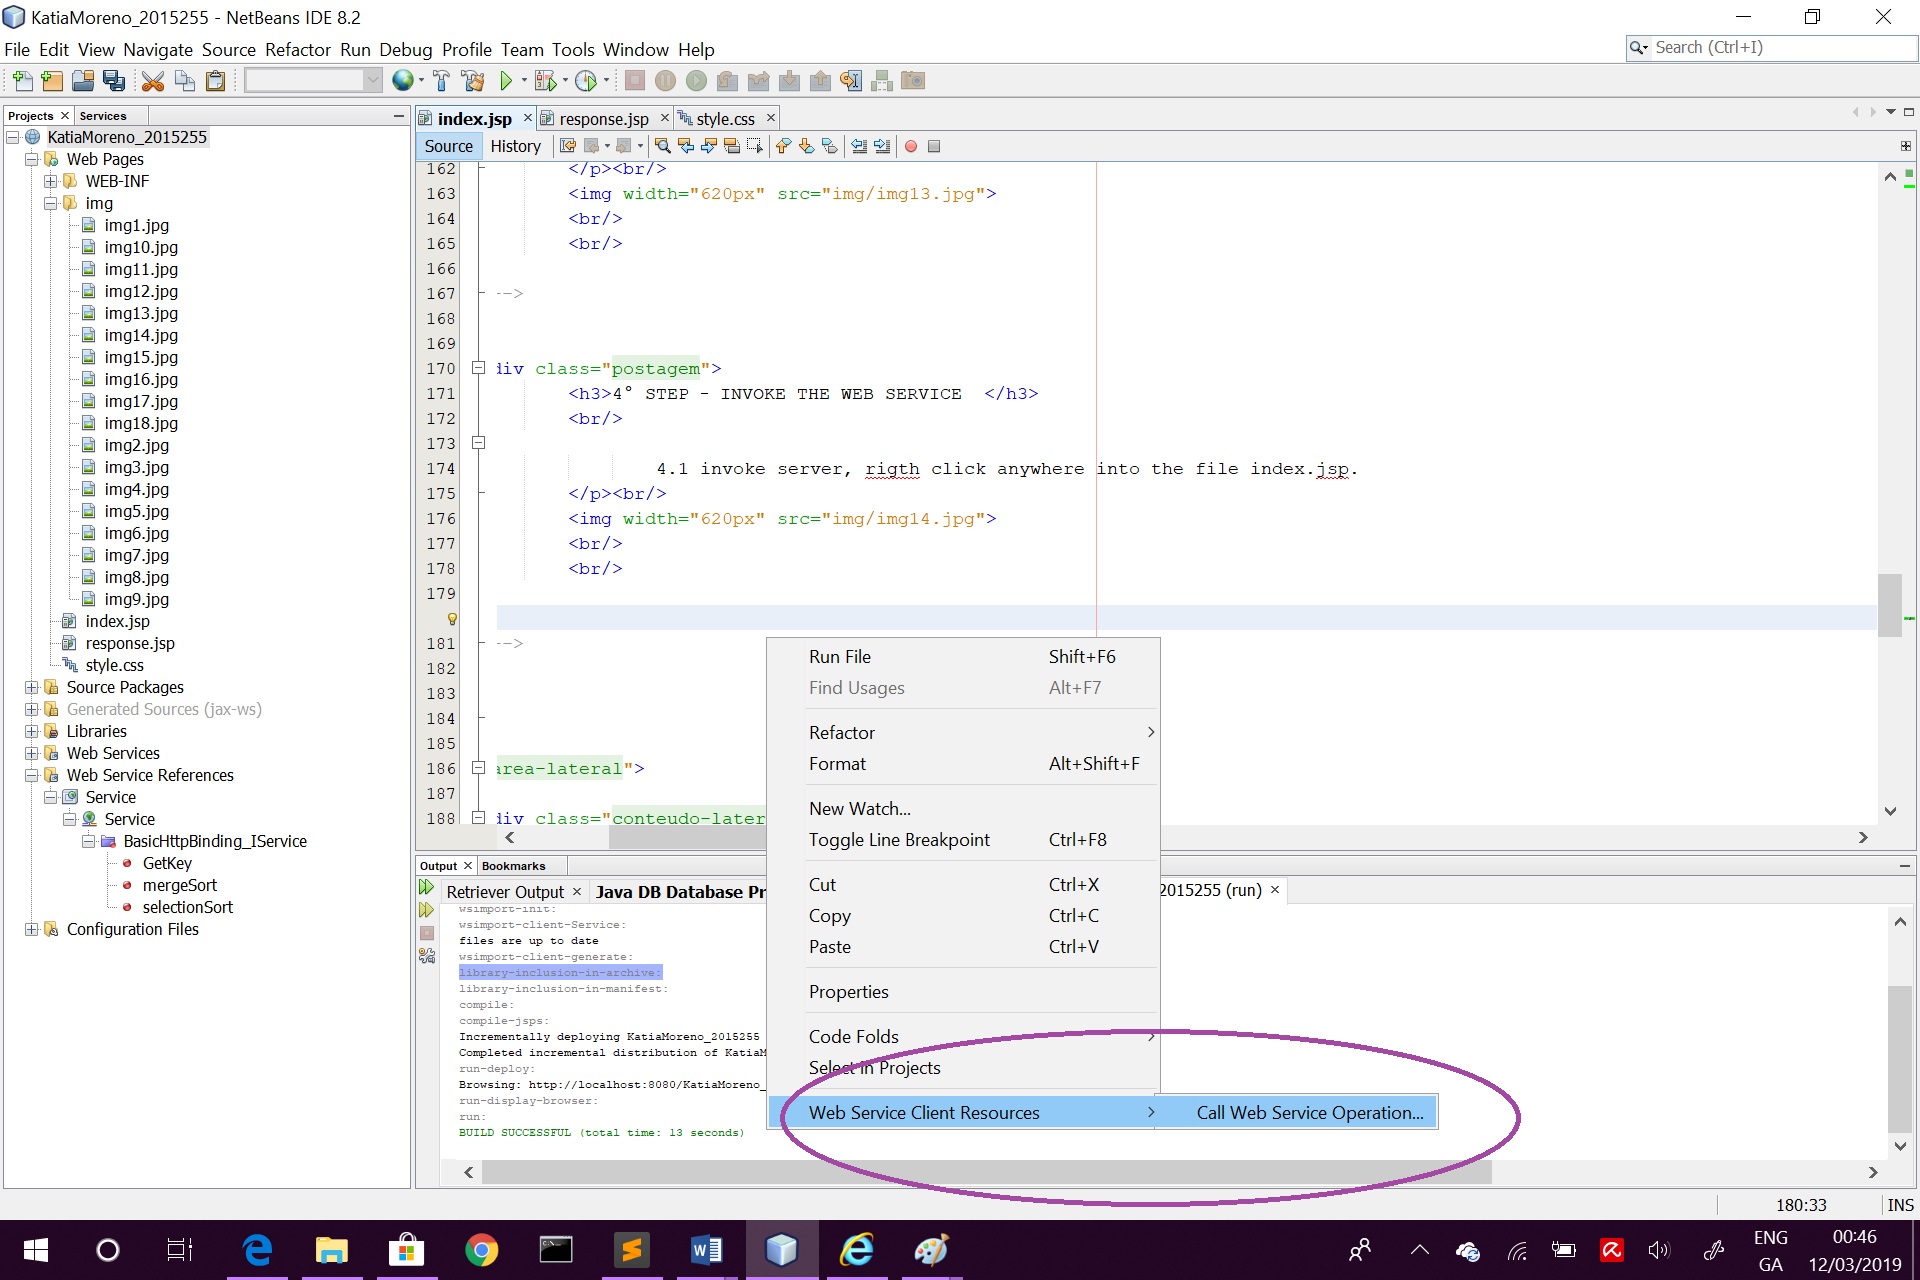 KatiaMoreno_2015255 - NetBeans IDE 8.2
File Edit View Navigate Source Refactor Run Debug Profile Team Tools Window Help
Search (Ctrl+I)
Projects
Services
KatiaMoreno_2015255
Web Pages
WEB-INF
img
img1.jpg
img10.jpg
img11.jpg
img12.jpg
img13.jpg
img14.jpg
img15.jpg
img16.jpg
img17.jpg
img18.jpg
img2.jpg
img3.jpg
img4.jpg
img5.jpg
img6.jpg
img7.jpg
img8.jpg
img9.jpg
index.jsp
response.jsp
style.css
Source Packages
Generated Sources (jax-ws)
Libraries
Web Services
Web Service References
Service
Service
BasicHttpBinding_IService
GetKey
mergeSort
selectionSort
Configuration Files
index.jsp
response.jsp
style.css
Source History
162 </p><br/>
163 <img width="620px" src="img/img13.jpg">
164 <br/>
165 <br/>
166
167 -->
168
169
170 div class="postagem">
171 <h3>4° STEP - INVOKE THE WEB SERVICE </h3>
172 <br/>
173
174 4.1 invoke server, rigth click anywhere into the file index.jsp.
175 </p><br/>
176 <img width="620px" src="img/img14.jpg">
177 <br/>
178 <br/>
179
181 -->
182
183
184
185
186 area-lateral">
187
188 div class="conteudo-later
Run File Shift+F6
Find Usages Alt+F7
Refactor
Format Alt+Shift+F
New Watch...
Toggle Line Breakpoint Ctrl+F8
Cut Ctrl+X
Copy Ctrl+C
Paste Ctrl+V
Properties
Code Folds
Select in Projects
Web Service Client Resources
Call Web Service Operation...
Output
Bookmarks
Retriever Output
Java DB Database Pr
2015255 (run)
wsimport-init:
wsimport-client-Service:
files are up to date
wsimport-client-generate:
library-inclusion-in-archive:
library-inclusion-in-manifest:
compile:
compile-jsps:
Incrementally deploying KatiaMoreno_2015255
Completed incremental distribution of KatiaM
run-deploy:
Browsing: http://localhost:8080/KatiaMoreno_
run-display-browser:
run:
BUILD SUCCESSFUL (total time: 13 seconds)
180:33 INS
ENG
GA
00:46
12/03/2019